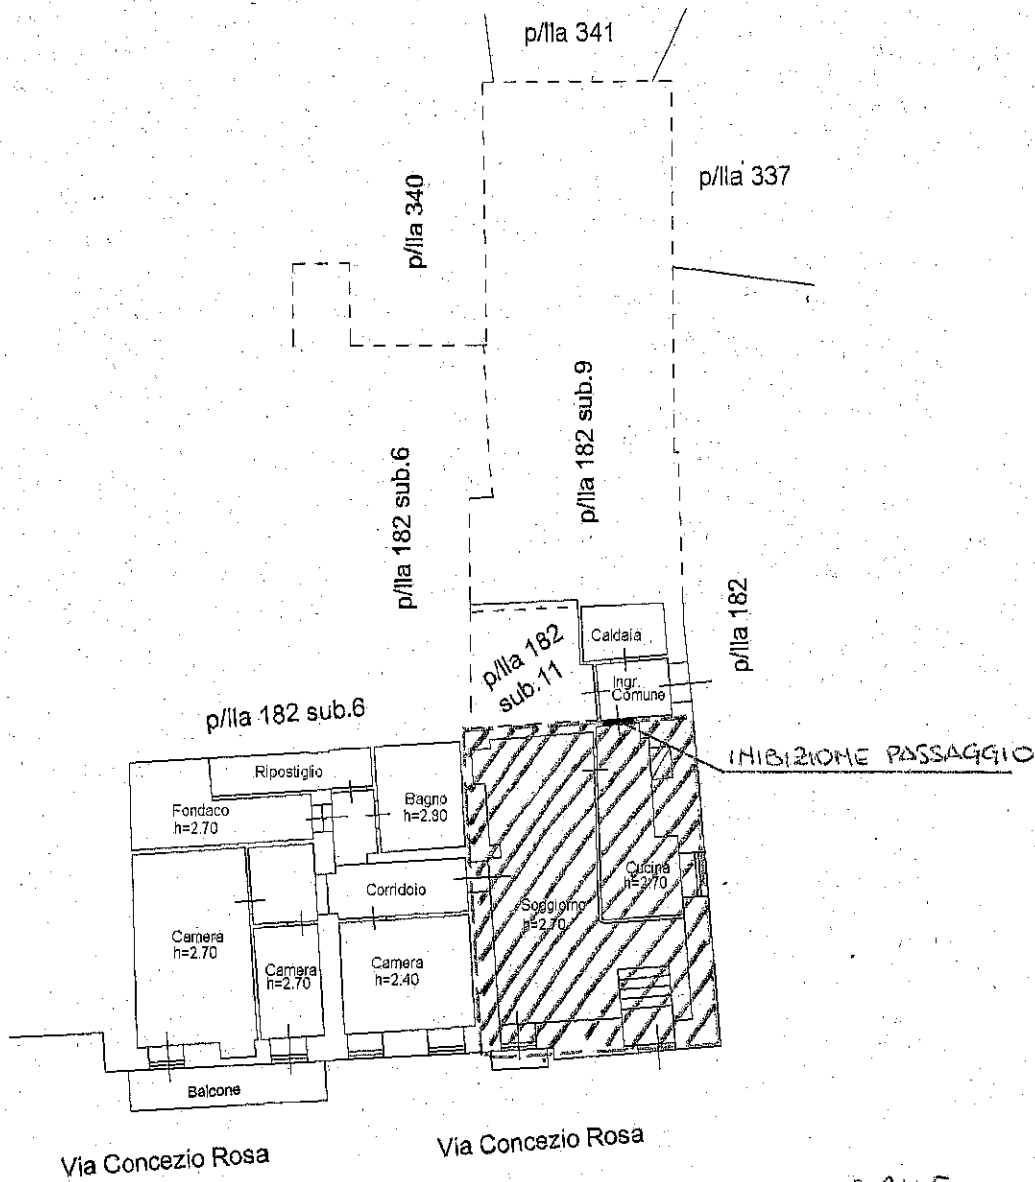 p/lla 341
p/lla 337
p/lla 340
p/lla 182 sub.9
p/lla 182 sub.6
p/lla 182
p/lla 182
sub.11
Caldaia
Ingr.
Comune
p/lla 182 sub.6
INIBIZIONE PASSAGGIO
Ripostiglio
Fondaco
h=2.70
Bagno
h=2.80
Corridoio
Cucina
h=2.70
Soggiorno
h=2.70
Camera
h=2.70
Camera
h=2.70
Camera
h=2.40
Balcone
Via Concezio Rosa
Via Concezio Rosa